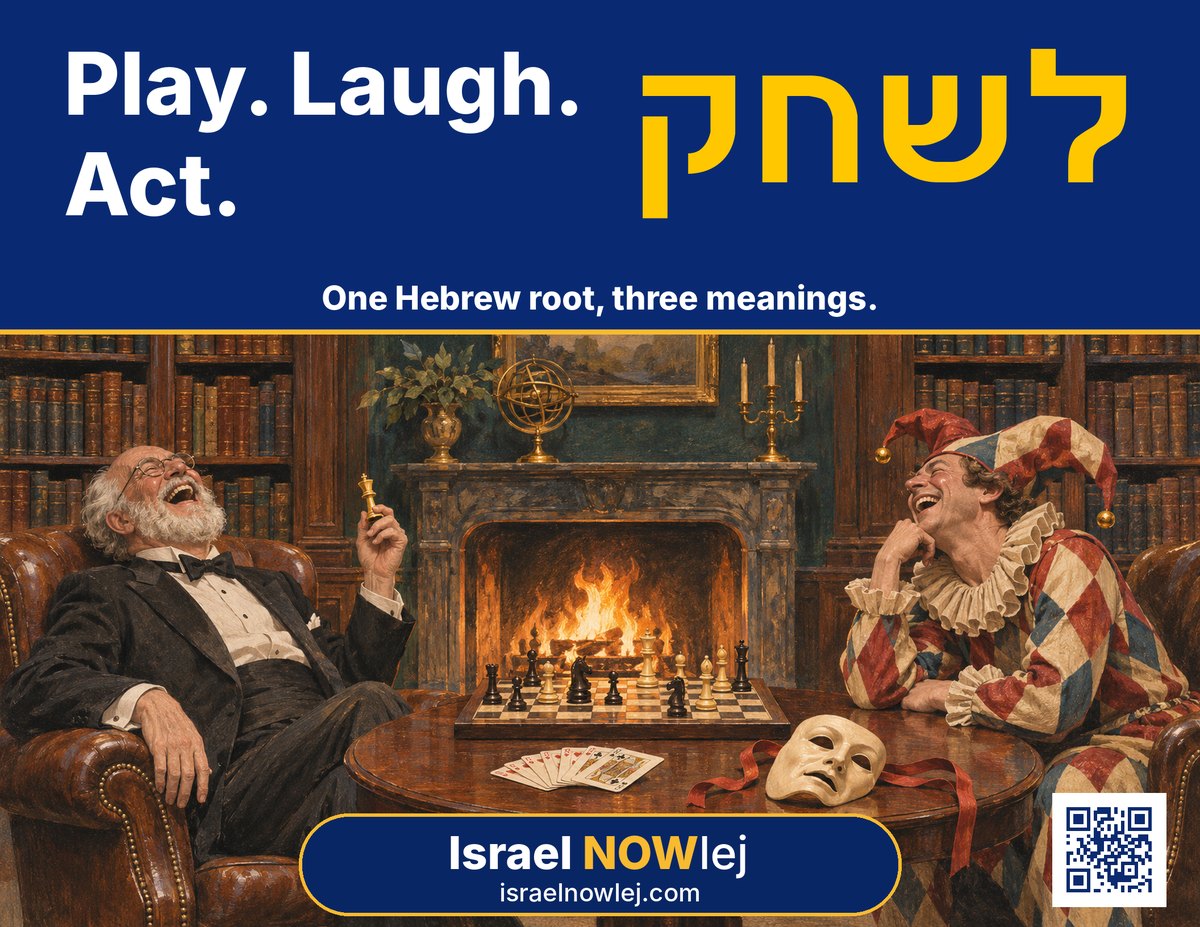 Play. Laugh.
Act.
לשחק
One Hebrew root, three meanings.
Israel NOWlej
israelnowlej.com